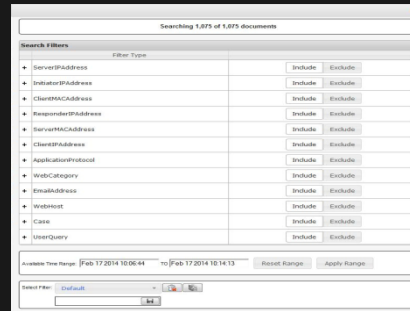 Searching 1,075 of 1,075 documents
Search Filters
Filter Type
+ ServerIPAddress Include Exclude
+ InitiatorIPAddress Include Exclude
+ ClientMACAddress Include Exclude
+ ResponderIPAddress Include Exclude
+ ServerMACAddress Include Exclude
+ ClientIPAddress Include Exclude
+ ApplicationProtocol Include Exclude
+ WebCategory Include Exclude
+ EmailAddress Include Exclude
+ WebHost Include Exclude
+ Case Include Exclude
+ UserQuery Include Exclude
Available Time Range: Feb 17 2014 10:06:44 TO Feb 17 2014 10:14:13 Reset Range Apply Range
Select Filter: Default